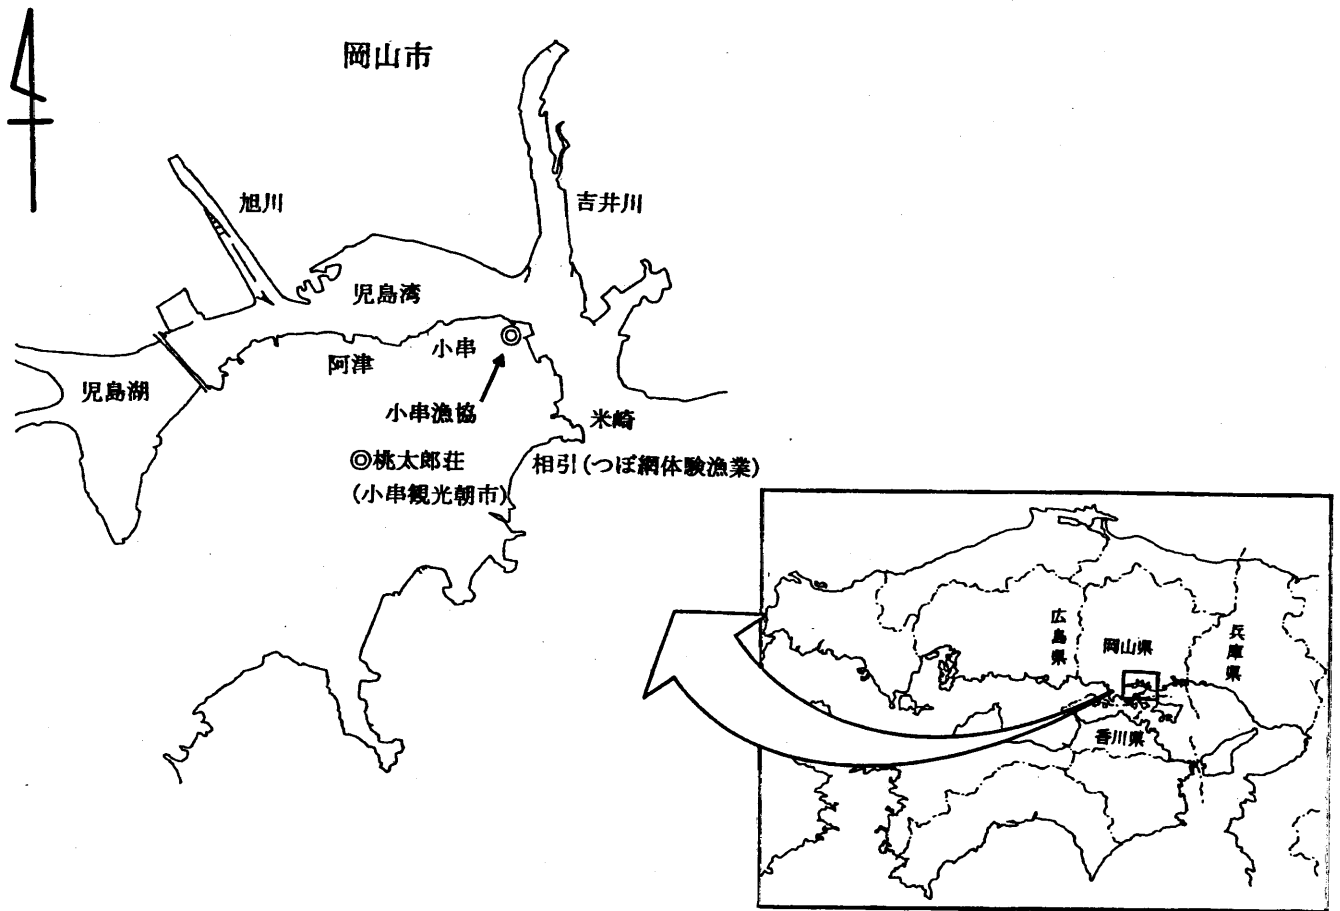 岡山市
旭川
吉井川
児島湾
小串
阿津
児島湖
小串漁協
米崎
◎桃太郎荘
(小串観光朝市)
相引(つぼ網体験漁業)
広島県
岡山県
兵庫県
香川県